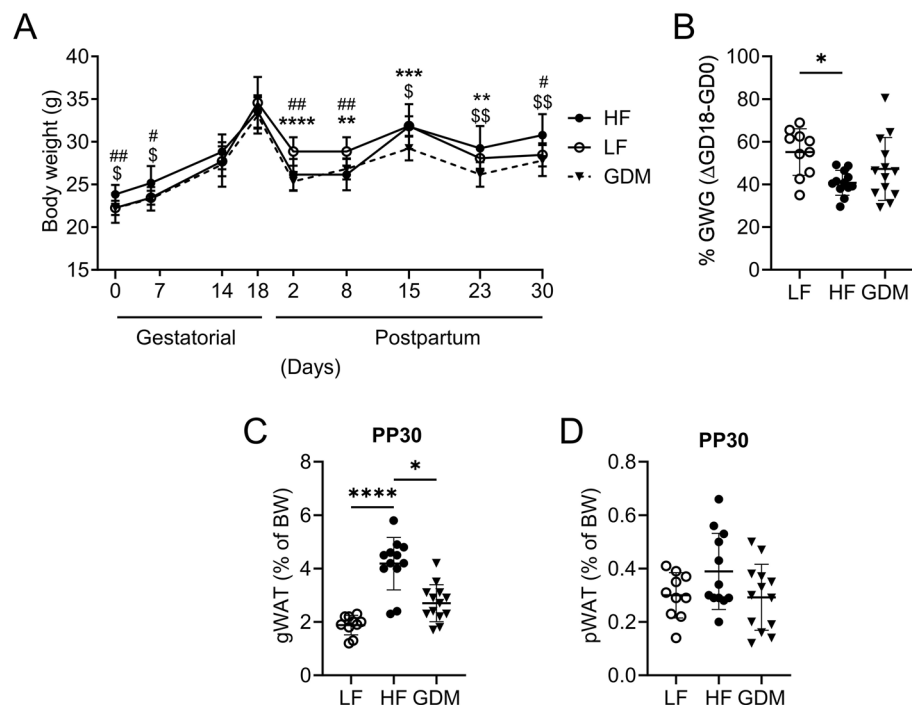 A
Body weight (g)
40
35
30
25
20
15
##
$
#
$
##
****
##
**
***
$
**
$$
#
$$
HF
LF
GDM
0 7 14 18 2 8 15 23 30
Gestatorial Postpartum
(Days)
B
% GWG (ΔGD18-GD0)
100
80
60
40
20
0
*
LF HF GDM
C
PP30
gWAT (% of BW)
8
6
4
2
0
**** *
LF HF GDM
D
PP30
pWAT (% of BW)
0.8
0.6
0.4
0.2
0.0
LF HF GDM